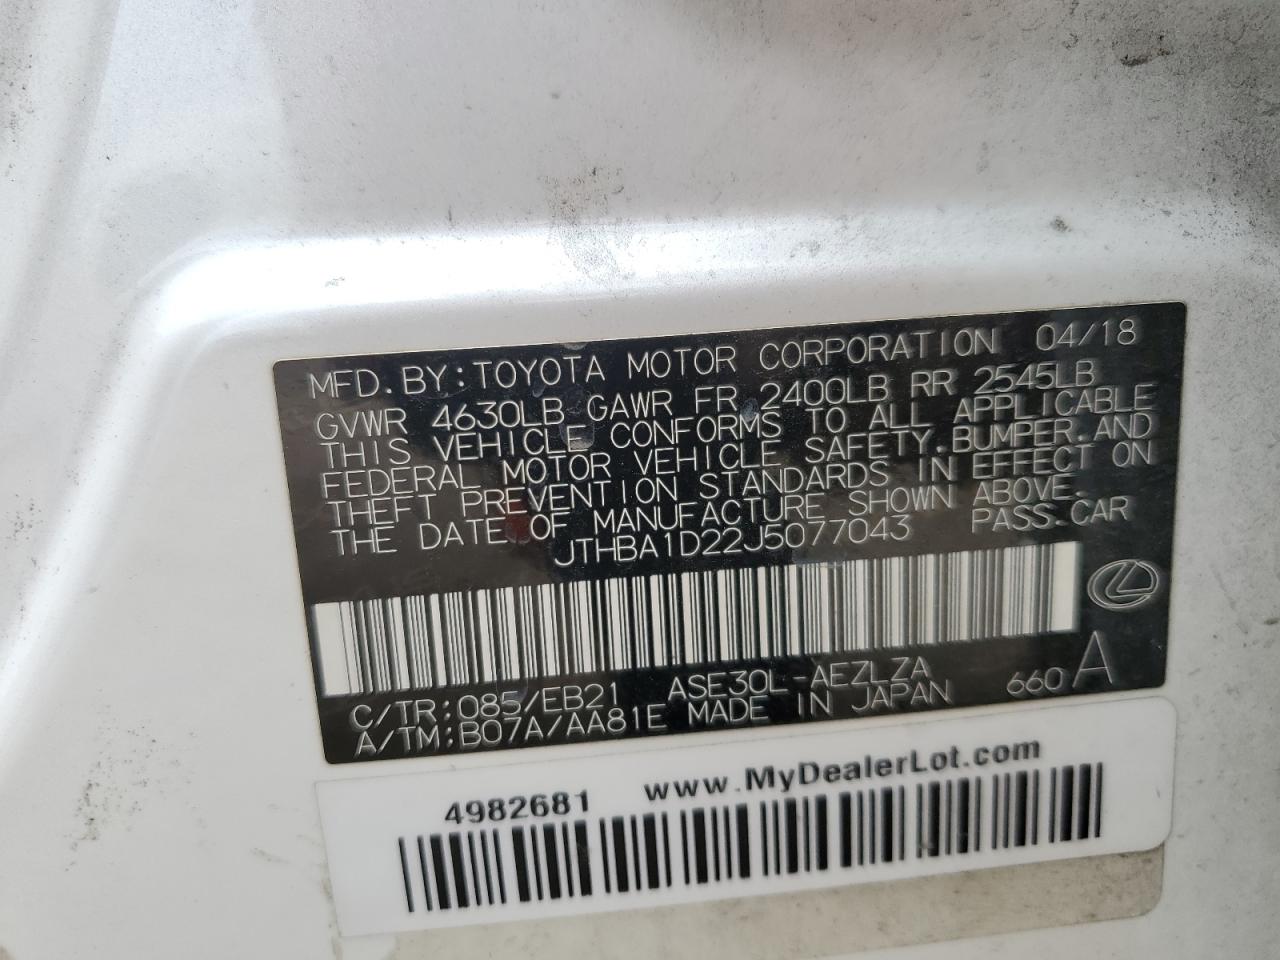 MFD.BY:TOYOTA MOTOR CORPORATION 04/18
GVWR 4630LB GAWR FR 2400LB RR 2545LB
THIS VEHICLE CONFORMS TO ALL APPLICABLE
FEDERAL MOTOR VEHICLE SAFETY,BUMPER,AND
THEFT PREVENTION STANDARDS IN EFFECT ON
THE DATE OF MANUFACTURE SHOWN ABOVE.
JTHBA1D22J5077043 PASS.CAR
C/TR:085/EB21 ASE30L-AEZLZA 660 A
A/TM:B07A/AA81E MADE IN JAPAN
4982681 www.MyDealerLot.com